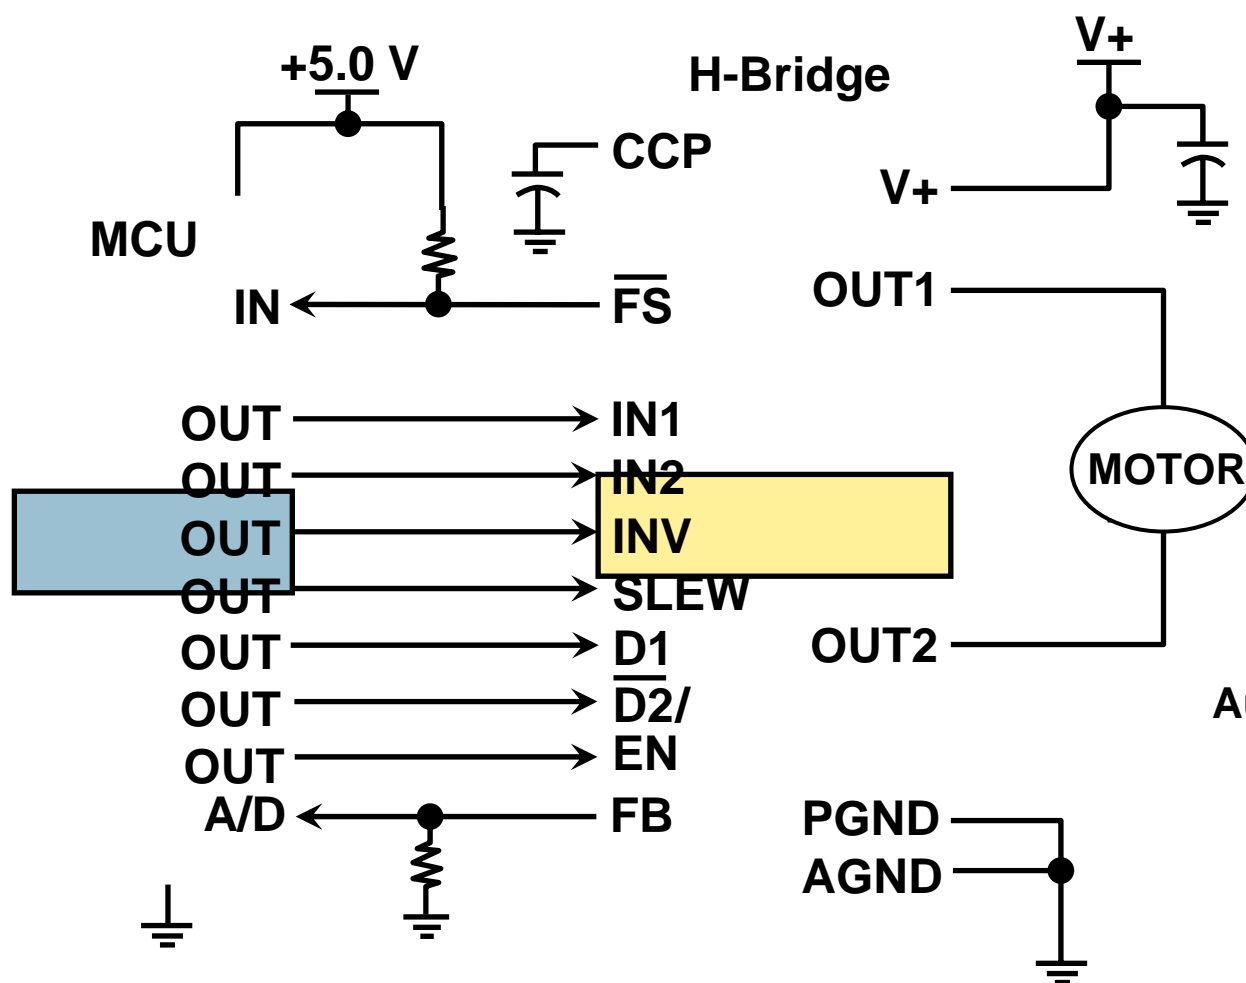 +5.0 V
H-Bridge
V+
CCP
V+
MCU
IN
FS
OUT1
OUT
IN1
OUT
IN2
MOTOR
OUT
INV
OUT
SLEW
OUT
D1
OUT2
OUT
D2/
OUT
EN
A/D
FB
PGND
AGND